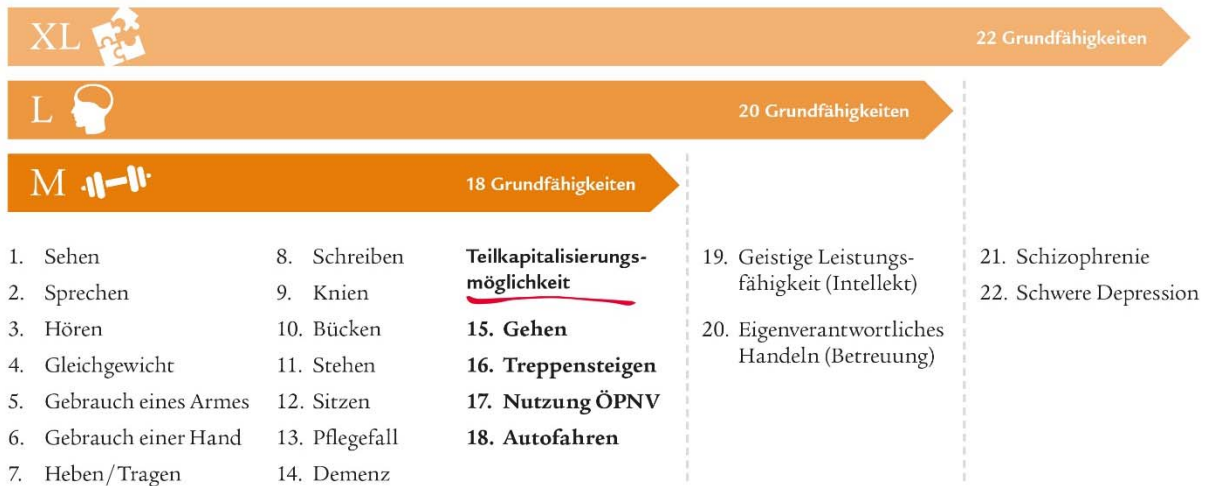 XL
22 Grundfähigkeiten
L
20 Grundfähigkeiten
M
18 Grundfähigkeiten
1. Sehen
2. Sprechen
3. Hören
4. Gleichgewicht
5. Gebrauch eines Armes
6. Gebrauch einer Hand
7. Heben/Tragen
8. Schreiben
9. Knien
10. Bücken
11. Stehen
12. Sitzen
13. Pflegefall
14. Demenz
Teilkapitalisierungs-
möglichkeit
15. Gehen
16. Treppensteigen
17. Nutzung ÖPNV
18. Autofahren
19. Geistige Leistungs-
fähigkeit (Intellekt)
20. Eigenverantwortliches
Handeln (Betreuung)
21. Schizophrenie
22. Schwere Depression